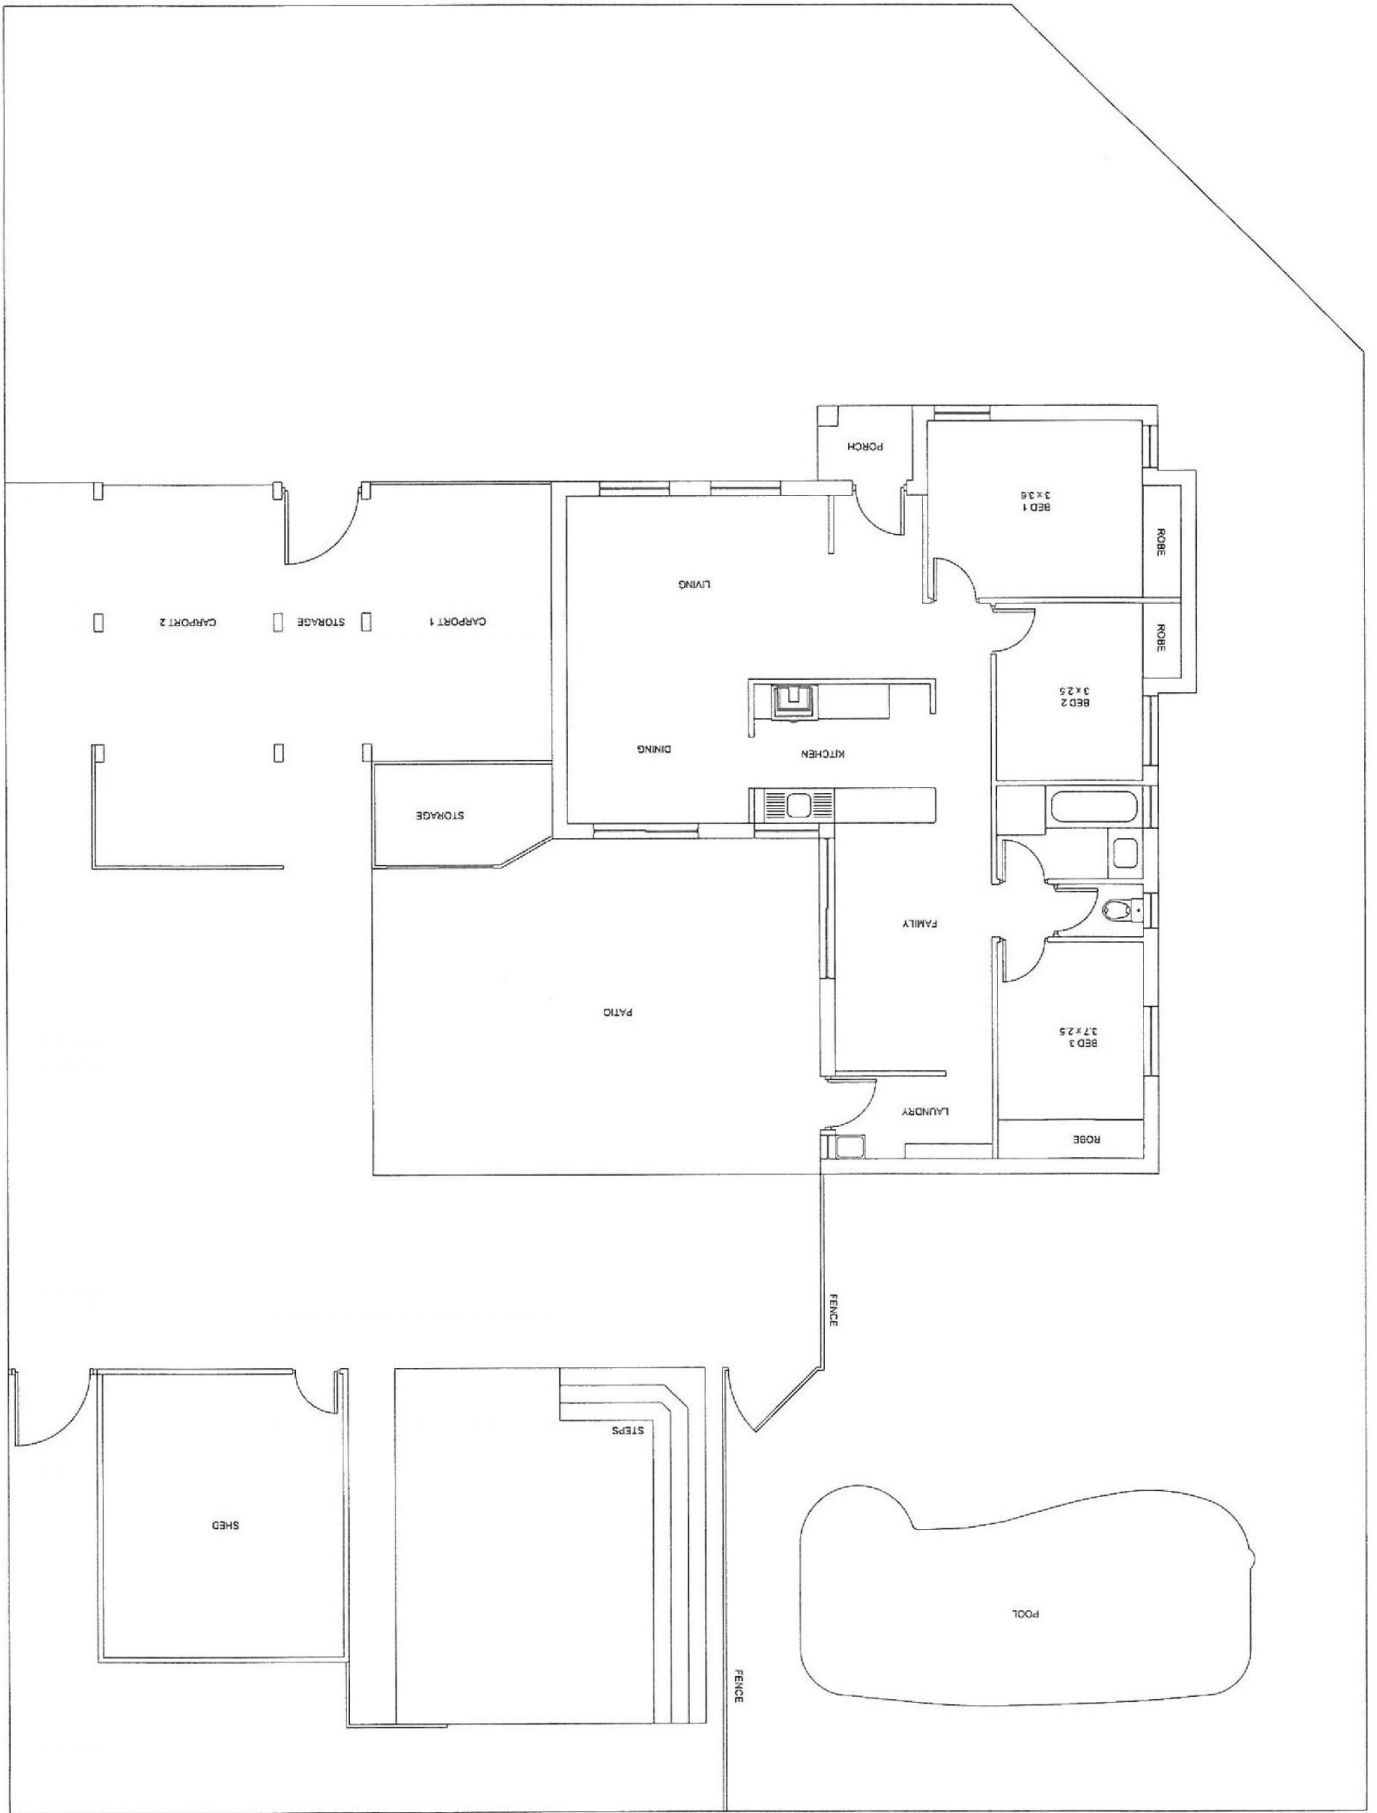 POOL
FENCE
SHED
STEPS
FENCE
ROBE
LAUNDRY
BED 3
3.7 x 2.5
PATIO
FAMILY
STORAGE
KITCHEN
DINING
BED 2
3 x 2.5
ROBE
CARPORT 1
STORAGE
CARPORT 2
LIVING
ROBE
BED 1
3 x 3.6
PORCH